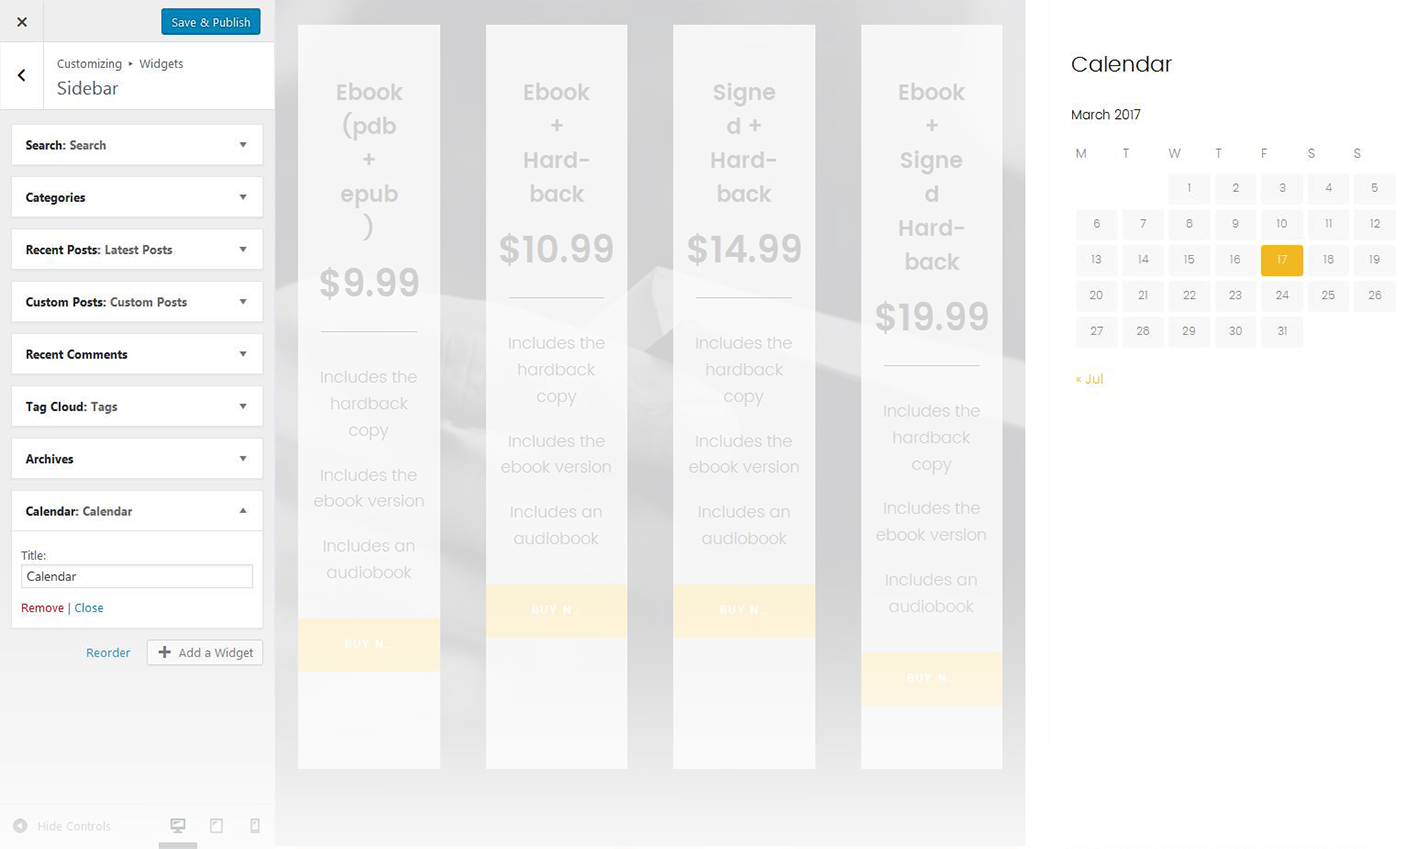 Save & Publish
Customizing ▸ Widgets
Sidebar
Search: Search
Categories
Recent Posts: Latest Posts
Custom Posts: Custom Posts
Recent Comments
Tag Cloud: Tags
Archives
Calendar: Calendar
Title:
Calendar
Remove | Close
Reorder
Add a Widget
Hide Controls
Ebook
(pdb
+
epub
)
$9.99
Includes the
hardback
copy
Includes the
ebook version
Includes an
audiobook
BUY N...
Ebook
+
Hard-
back
$10.99
Includes the
hardback
copy
Includes the
ebook version
Includes an
audiobook
BUY N...
Signe
d +
Hard-
back
$14.99
Includes the
hardback
copy
Includes the
ebook version
Includes an
audiobook
BUY N...
Ebook
+
Signe
d
Hard-
back
$19.99
Includes the
hardback
copy
Includes the
ebook version
Includes an
audiobook
BUY N...
Calendar
March 2017
M T W T F S S
1 2 3 4 5
6 7 8 9 10 11 12
13 14 15 16 17 18 19
20 21 22 23 24 25 26
27 28 29 30 31
« Jul